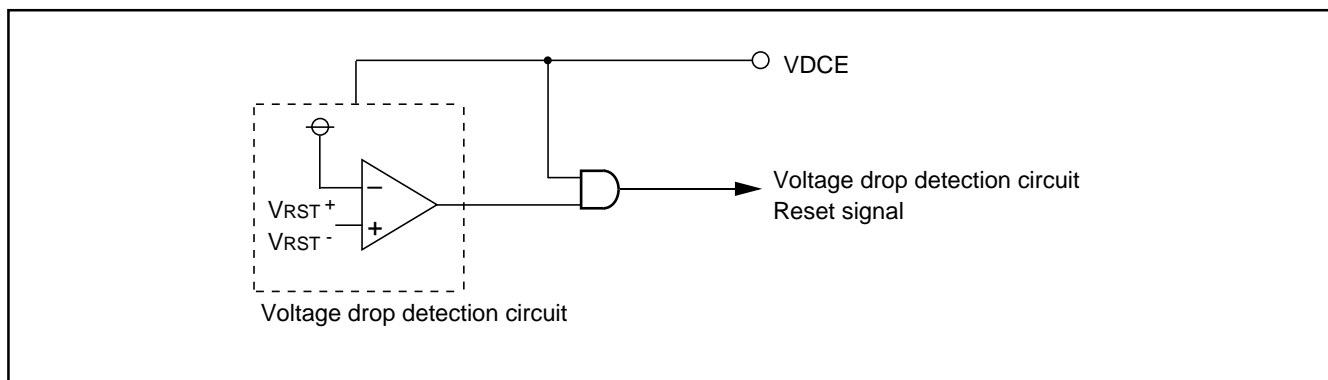 VDCE
−
VRST +
+
VRST -
Voltage drop detection circuit
Reset signal
Voltage drop detection circuit